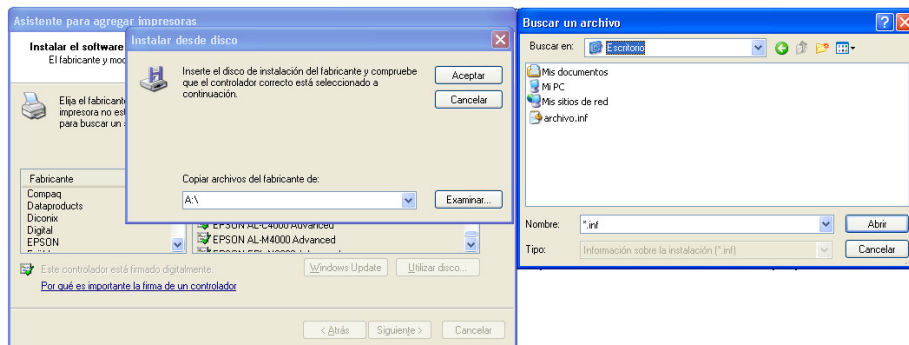 Asistente para agregar impresoras
Instalar el software
El fabricante y mod
Elija el fabricante
impresora no est
para buscar un
Fabricante
Compaq
Dataproducts
Diconix
Digital
EPSON
EPSON AL-C4000 Advanced
EPSON AL-M4000 Advanced
Este controlador está firmado digitalmente.
Por qué es importante la firma de un controlador
Windows Update
Utilizar disco...
< Atrás
Siguiente >
Cancelar
Instalar desde disco
Inserte el disco de instalación del fabricante y compruebe
que el controlador correcto está seleccionado a
continuación.
Aceptar
Cancelar
Copiar archivos del fabricante de:
A:\
Examinar...
Buscar un archivo
Buscar en:
Escritorio
Mis documentos
Mi PC
Mis sitios de red
archivo.inf
Nombre:
*.inf
Abrir
Tipo:
Información sobre la instalación (*.inf)
Cancelar